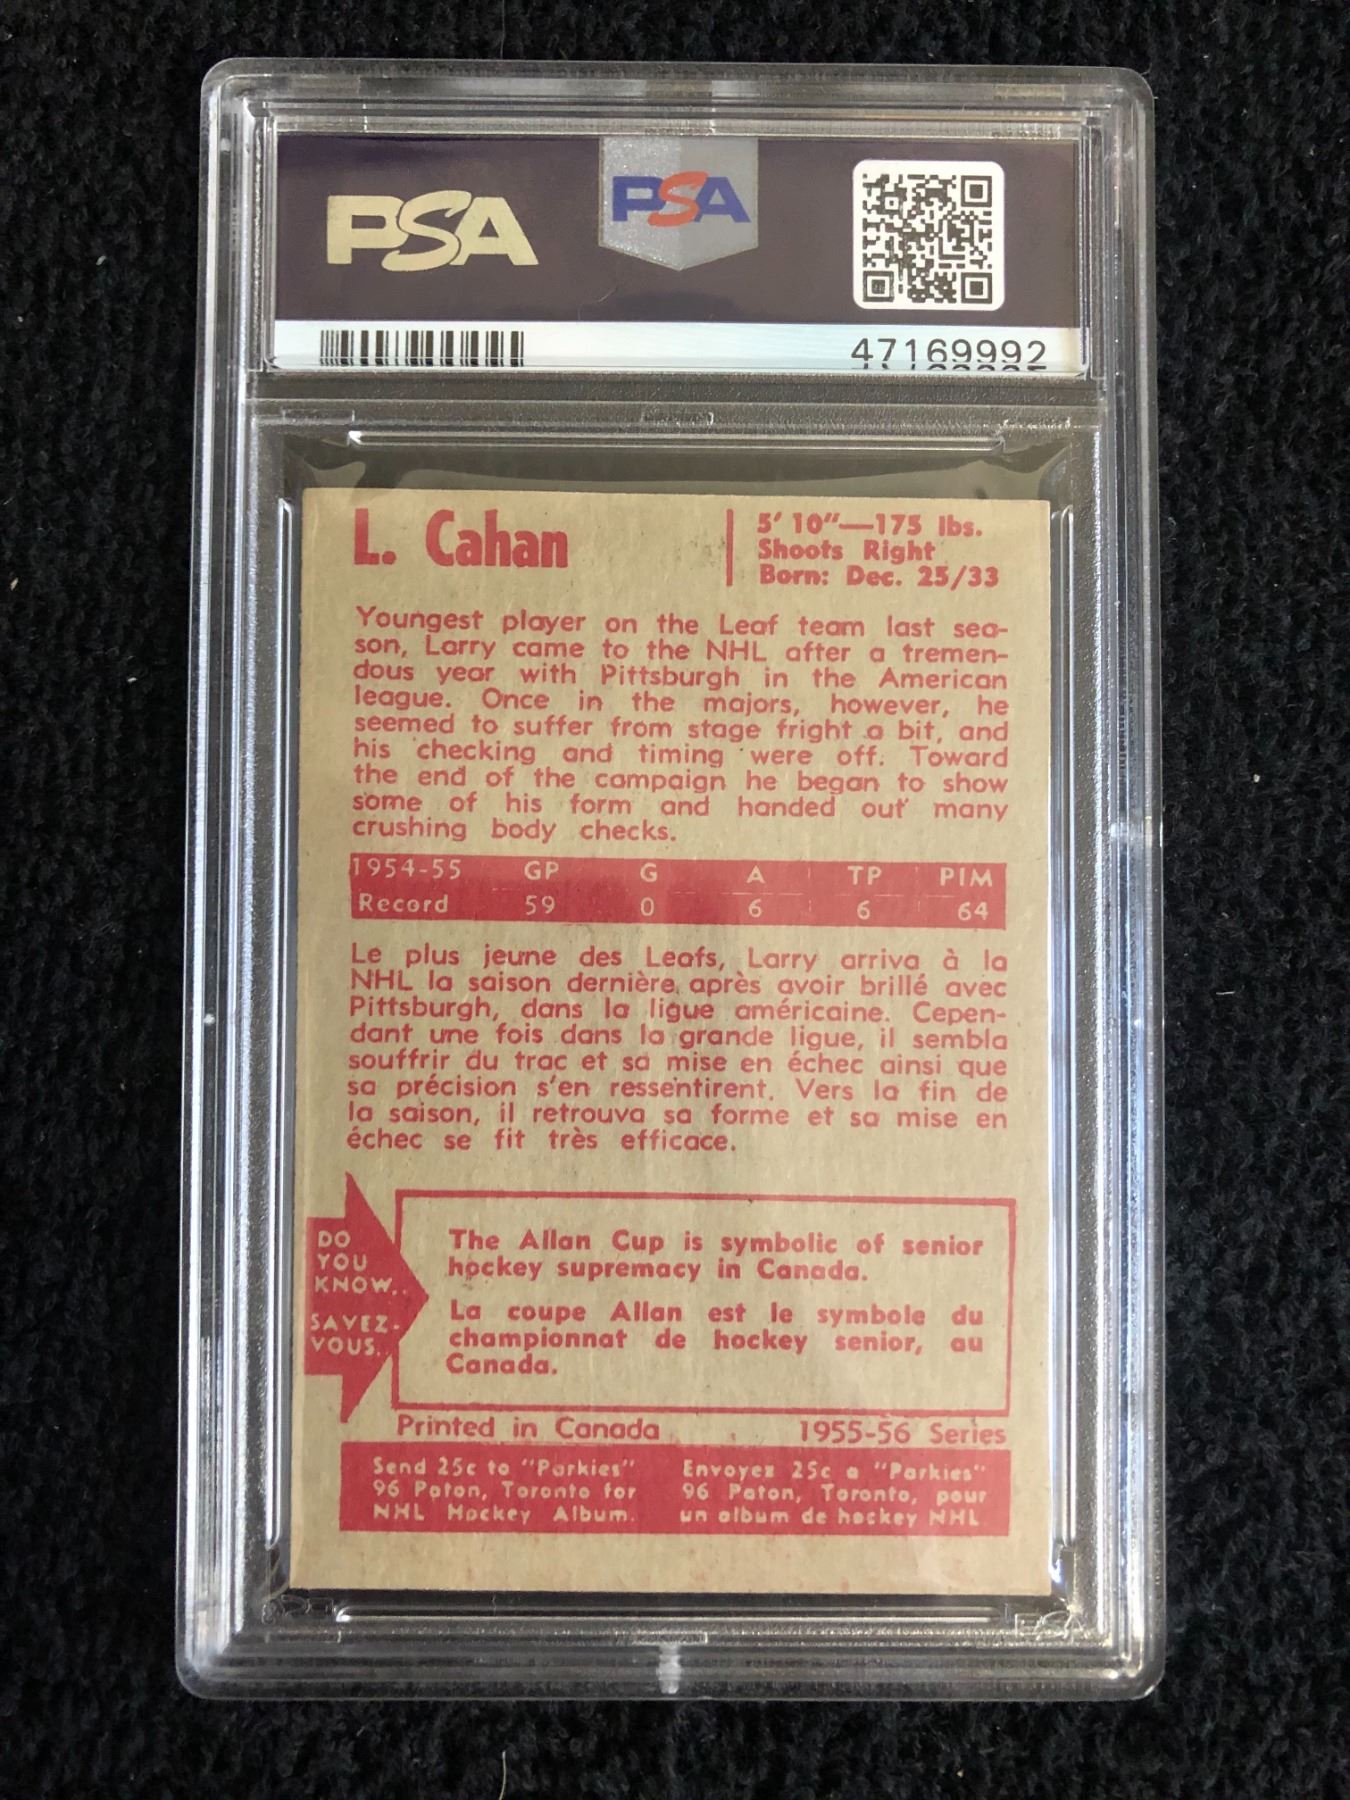 PSA
PSA
47169992
L. Cahan
5' 10"—175 lbs.
Shoots Right
Born: Dec. 25/33
Youngest player on the Leaf team last sea-
son, Larry came to the NHL after a tremen-
dous year with Pittsburgh in the American
league. Once in the majors, however, he
seemed to suffer from stage fright a bit, and
his checking and timing were off. Toward
the end of the campaign he began to show
some of his form and handed out many
crushing body checks.
1954-55 GP G A TP PIM
Record 59 0 6 6 64
Le plus jeune des Leafs, Larry arriva à la
NHL la saison dernière, après avoir brillé avec
Pittsburgh, dans la ligue américaine. Cepen-
dant une fois dans la grande ligue, il sembla
souffrir du trac et sa mise en échec ainsi que
sa précision s'en ressentirent. Vers la fin de
la saison, il retrouva sa forme et sa mise en
échec se fit très efficace.
DO
YOU
KNOW..
SAVEZ-
VOUS..
The Allan Cup is symbolic of senior
hockey supremacy in Canada.
La coupe Allan est le symbole du
championnat de hockey senior, au
Canada.
Printed in Canada 1955-56 Series
Send 25c to "Parkies"
96 Paton, Toronto for
NHL Hockey Album.
Envoyez 25c a "Parkies"
96 Paton, Toronto, pour
un album de hockey NHL